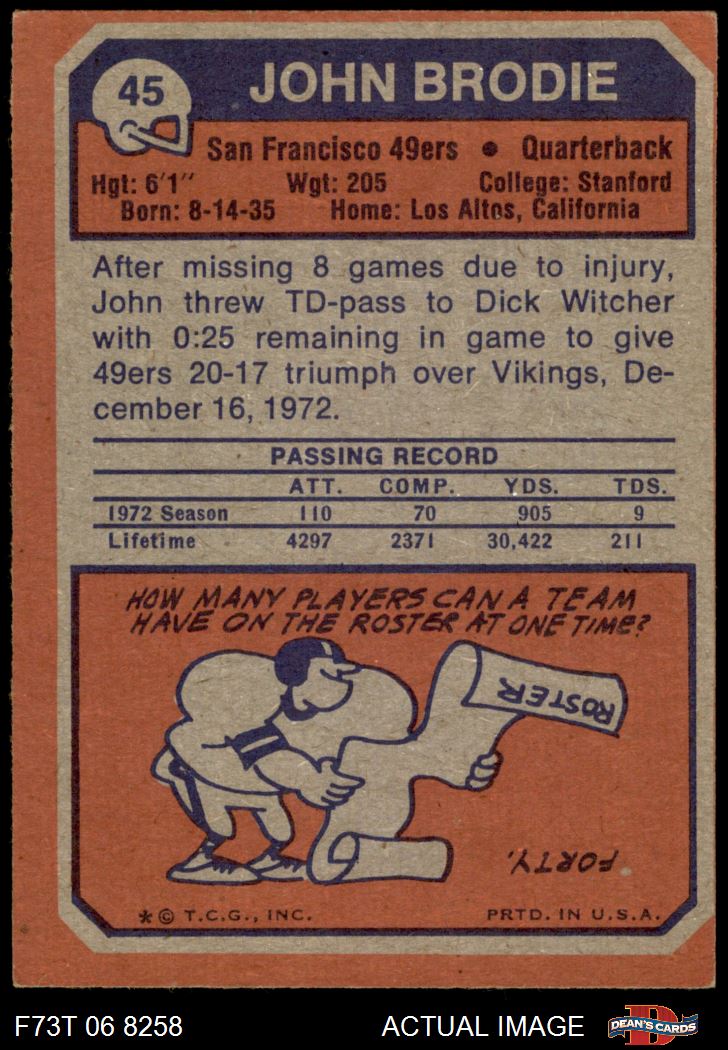 45
JOHN BRODIE
San Francisco 49ers • Quarterback
Hgt: 6'1" Wgt: 205 College: Stanford
Born: 8-14-35 Home: Los Altos, California
After missing 8 games due to injury,
John threw TD-pass to Dick Witcher
with 0:25 remaining in game to give
49ers 20-17 triumph over Vikings, De-
cember 16, 1972.
PASSING RECORD
ATT. COMP. YDS. TDS.
1972 Season 110 70 905 9
Lifetime 4297 2371 30,422 211
HOW MANY PLAYERS CAN A TEAM
HAVE ON THE ROSTER AT ONE TIME?
ROSTER
FORTY.
*© T.C.G., INC. PRTD. IN U.S.A.
F73T 06 8258 ACTUAL IMAGE D DEAN'S CARDS